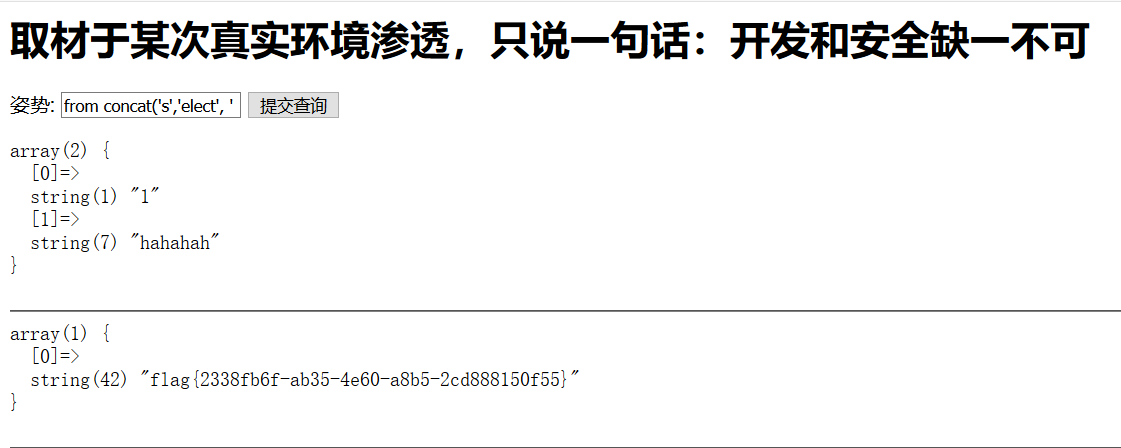 取材于某次真实环境渗透，只说一句话：开发和安全缺一不可
姿势: from concat('s','elect', ' 提交查询
array(2) {
[0]=>
string(1) "1"
[1]=>
string(7) "hahahah"
}
array(1) {
[0]=>
string(42) "flag{2338fb6f-ab35-4e60-a8b5-2cd888150f55}"
}